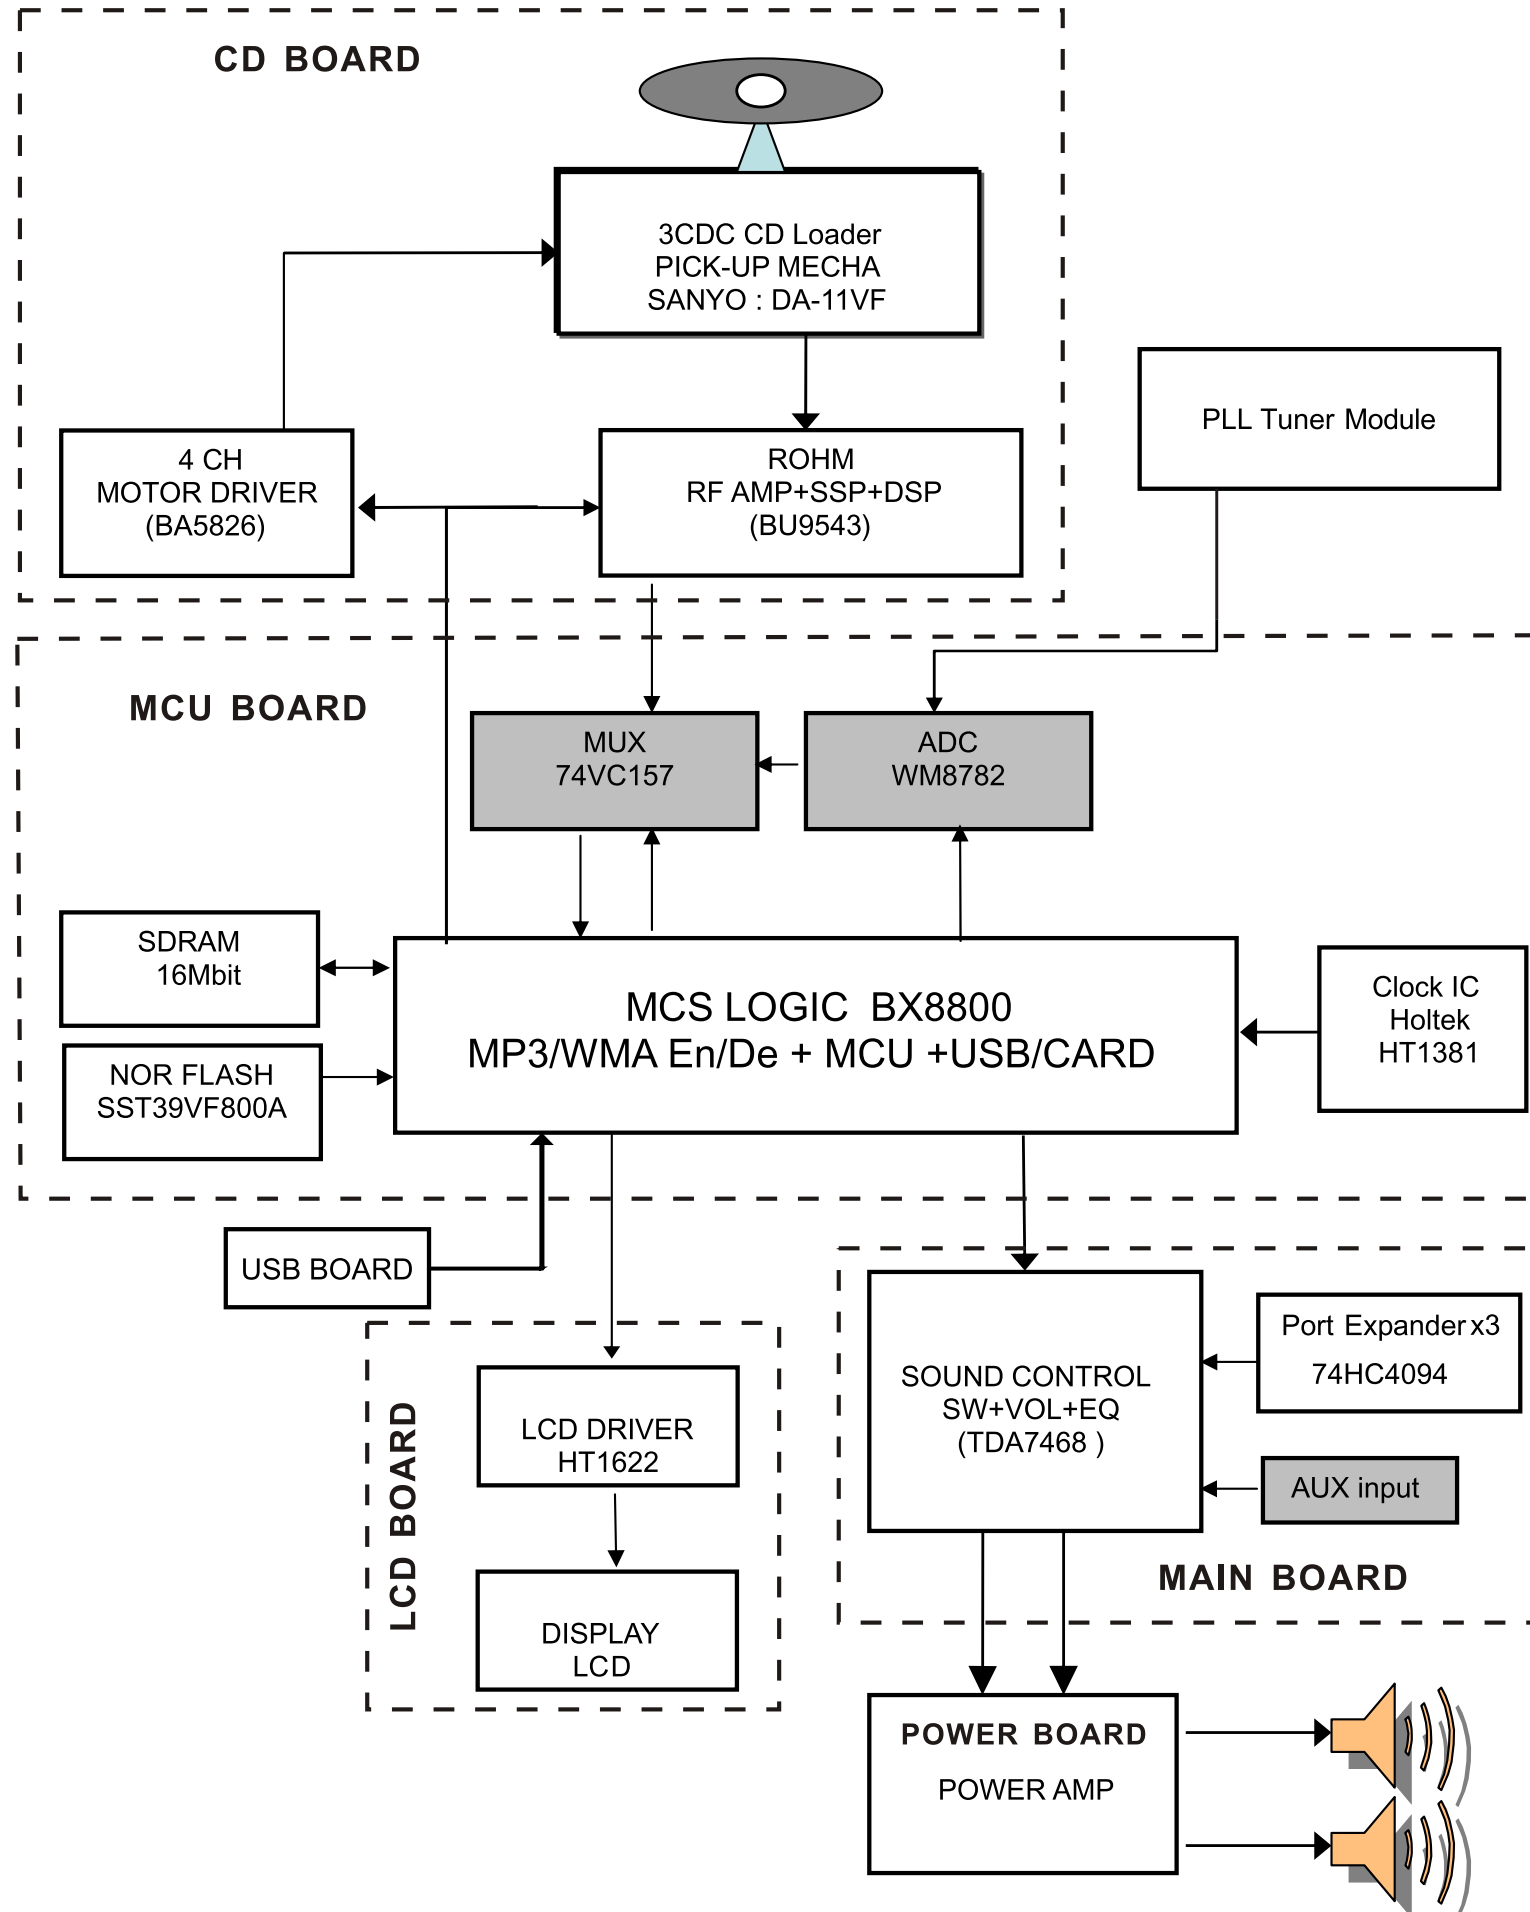 CD BOARD
3CDC CD Loader
PICK-UP MECHA
SANYO : DA-11VF
PLL Tuner Module
4 CH
MOTOR DRIVER
(BA5826)
ROHM
RF AMP+SSP+DSP
(BU9543)
MCU BOARD
MUX
74VC157
ADC
WM8782
SDRAM
16Mbit
MCS LOGIC BX8800
MP3/WMA En/De + MCU +USB/CARD
Clock IC
Holtek
HT1381
NOR FLASH
SST39VF800A
USB BOARD
Port Expander x3
74HC4094
SOUND CONTROL
SW+VOL+EQ
(TDA7468 )
LCD BOARD
LCD DRIVER
HT1622
AUX input
MAIN BOARD
DISPLAY
LCD
POWER BOARD
POWER AMP